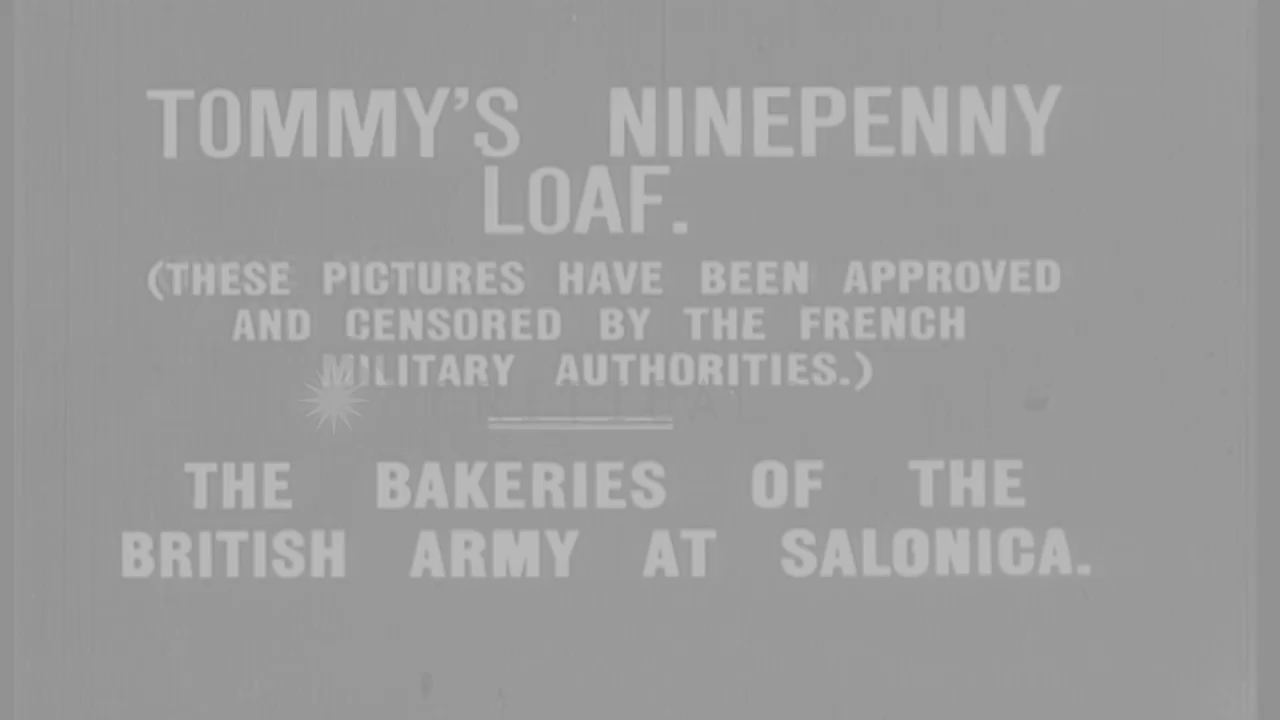 TOMMY'S NINEPENNY
LOAF.
(THESE PICTURES HAVE BEEN APPROVED
AND CENSORED BY THE FRENCH
MILITARY AUTHORITIES.)
THE BAKERIES OF THE
BRITISH ARMY AT SALONICA.